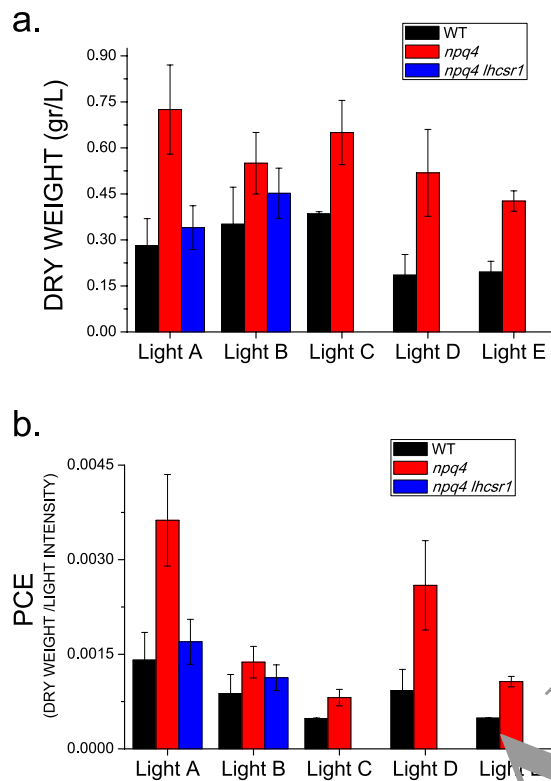 a.
WT
npq4
npq4 lhcsr1
DRY WEIGHT (gr/L)
0.90
0.75
0.60
0.45
0.30
0.15
0.00
Light A Light B Light C Light D Light E
b.
WT
npq4
npq4 lhcsr1
PCE
(DRY WEIGHT /LIGHT INTENSITY)
0.0045
0.0030
0.0015
0.0000
Light A Light B Light C Light D Light